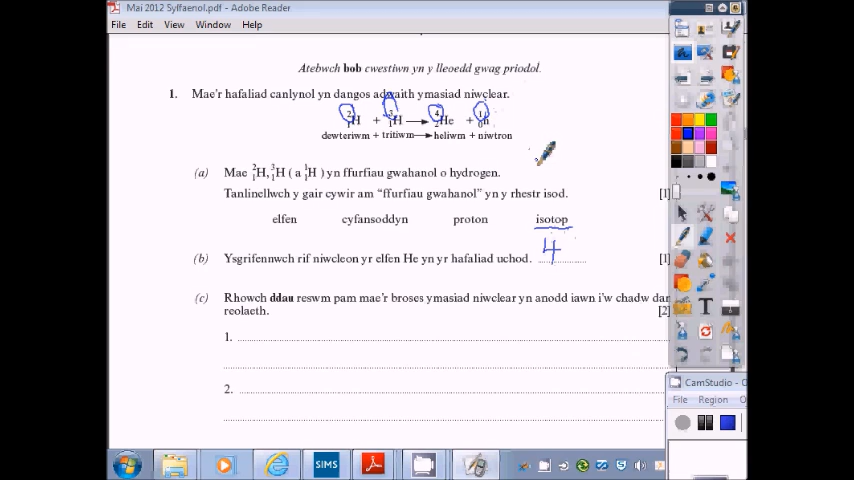 Mai 2012 Sylfaenol.pdf - Adobe Reader
File Edit View Window Help
Atebwch bob cwestiwn yn y lleoedd gwag priodol.
1. Mae'r hafaliad canlynol yn dangos adwaith ymasiad niwclear.
²₁H + ³₁H → ⁴₂He + ¹₀n
dewteriwm + tritiwm → heliwm + niwtron
(a) Mae ²₁H, ³₁H ( a ¹₁H ) yn ffurfiau gwahanol o hydrogen.
Tanlinellwch y gair cywir am “ffurfiau gwahanol” yn y rhestr isod. [1]
elfen cyfansoddyn proton isotop
4
(b) Ysgrifennwch rif niwcleon yr elfen He yn yr hafaliad uchod. [1]
(c) Rhowch ddau reswm pam mae'r broses ymasiad niwclear yn anodd iawn i'w chadw dan
reolaeth. [2]
1.
2.
CamStudio - O
File Region O
SIMS